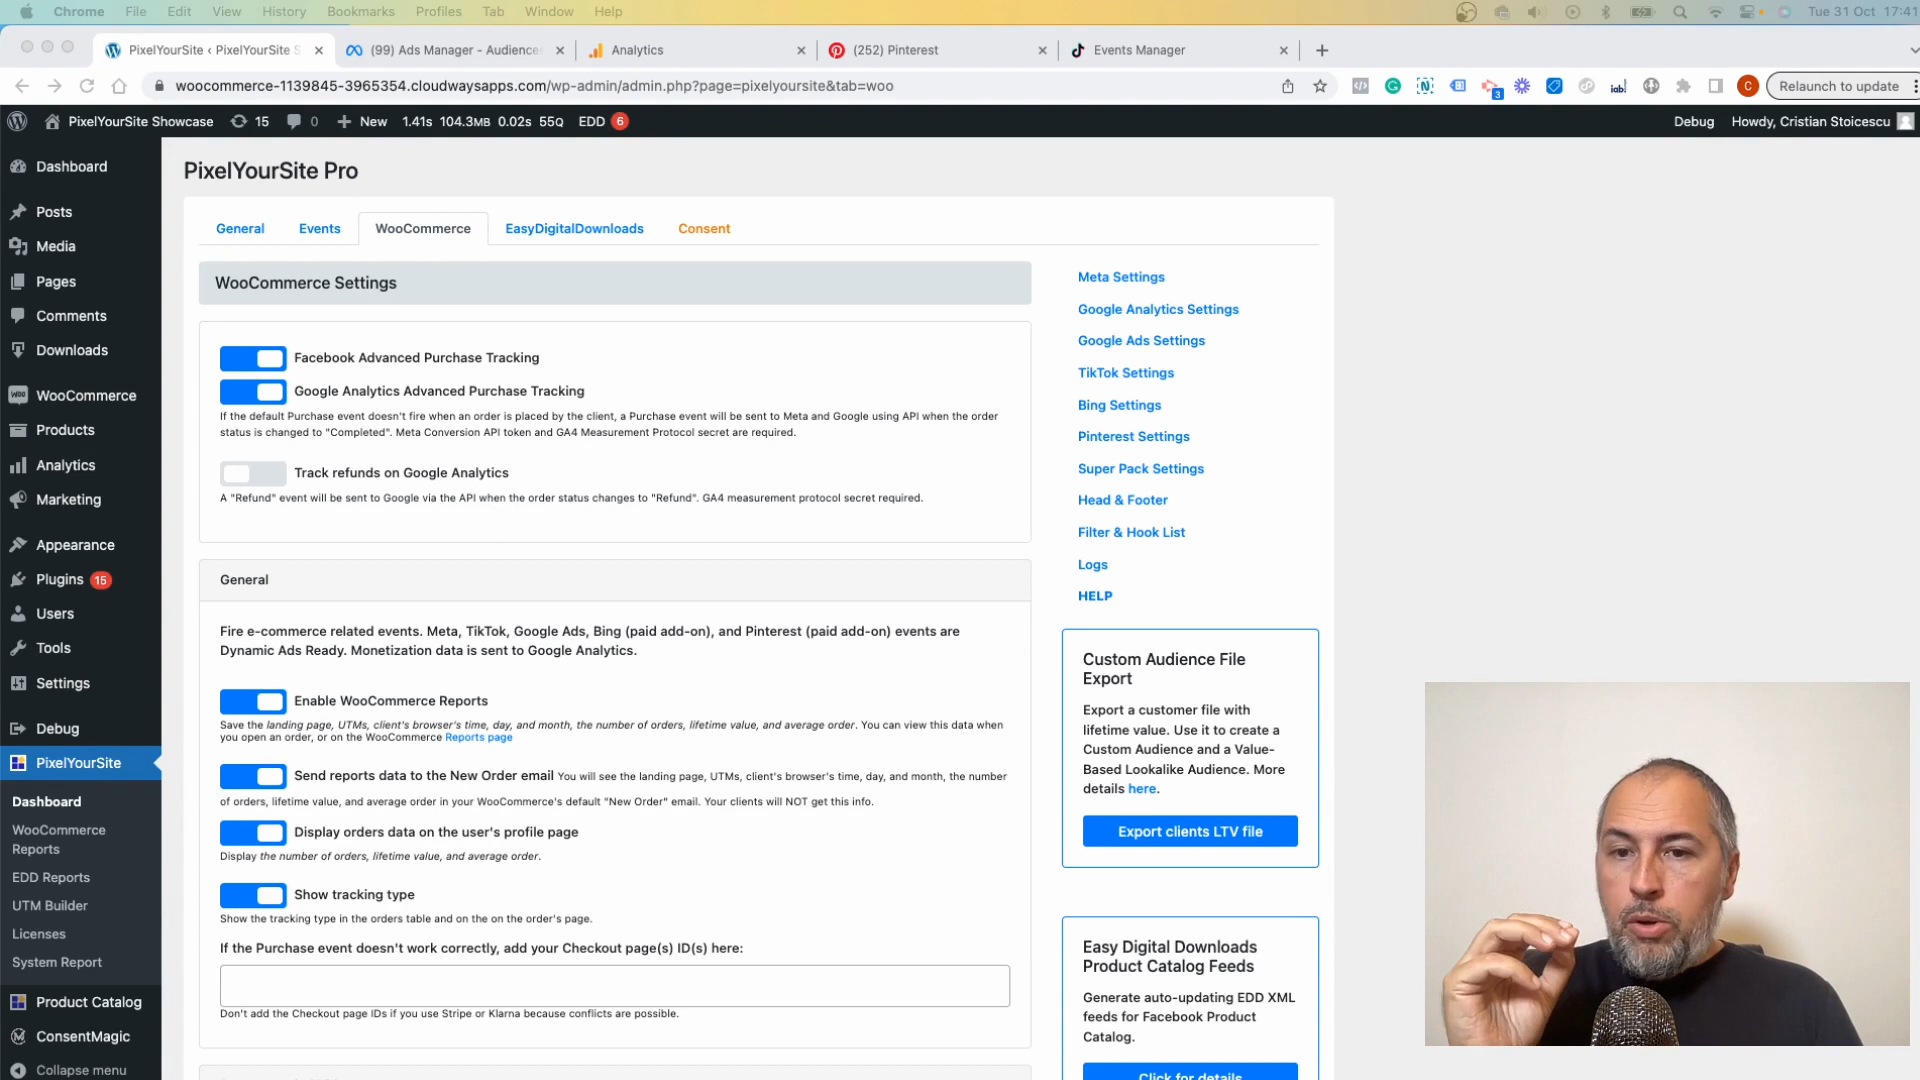 Chrome File Edit View History Bookmarks Profiles Tab Window Help Tue 31 Oct 17:41
PixelYourSite ‹ PixelYourSite S (99) Ads Manager - Audience Analytics (252) Pinterest Events Manager
woocommerce-1139845-3965354.cloudwaysapps.com/wp-admin/admin.php?page=pixelyoursite&tab=woo 3 iab! C Relaunch to update
PixelYourSite Showcase 15 0 New 1.41s 104.3MB 0.02s 55Q EDD 6 Debug Howdy, Cristian Stoicescu
Dashboard
Posts
Media
Pages
Comments
Downloads
WooCommerce
Products
Analytics
Marketing
Appearance
Plugins 15
Users
Tools
Settings
Debug
PixelYourSite
Dashboard
WooCommerce
Reports
EDD Reports
UTM Builder
Licenses
System Report
Product Catalog
ConsentMagic
Collapse menu
PixelYourSite Pro
General Events WooCommerce EasyDigitalDownloads Consent
WooCommerce Settings
Facebook Advanced Purchase Tracking
Google Analytics Advanced Purchase Tracking
If the default Purchase event doesn't fire when an order is placed by the client, a Purchase event will be sent to Meta and Google using API when the order
status is changed to "Completed". Meta Conversion API token and GA4 Measurement Protocol secret are required.
Track refunds on Google Analytics
A "Refund" event will be sent to Google via the API when the order status changes to "Refund". GA4 measurement protocol secret required.
General
Fire e-commerce related events. Meta, TikTok, Google Ads, Bing (paid add-on), and Pinterest (paid add-on) events are
Dynamic Ads Ready. Monetization data is sent to Google Analytics.
Enable WooCommerce Reports
Save the landing page, UTMs, client's browser's time, day, and month, the number of orders, lifetime value, and average order. You can view this data when
you open an order, or on the WooCommerce Reports page
Send reports data to the New Order email You will see the landing page, UTMs, client's browser's time, day, and month, the number
of orders, lifetime value, and average order in your WooCommerce's default "New Order" email. Your clients will NOT get this info.
Display orders data on the user's profile page
Display the number of orders, lifetime value, and average order.
Show tracking type
Show the tracking type in the orders table and on the on the order's page.
If the Purchase event doesn't work correctly, add your Checkout page(s) ID(s) here:
Don't add the Checkout page IDs if you use Stripe or Klarna because conflicts are possible.
Meta Settings
Google Analytics Settings
Google Ads Settings
TikTok Settings
Bing Settings
Pinterest Settings
Super Pack Settings
Head & Footer
Filter & Hook List
Logs
HELP
Custom Audience File
Export
Export a customer file with
lifetime value. Use it to create a
Custom Audience and a Value-
Based Lookalike Audience. More
details here.
Export clients LTV file
Easy Digital Downloads
Product Catalog Feeds
Generate auto-updating EDD XML
feeds for Facebook Product
Catalog.
Click for details